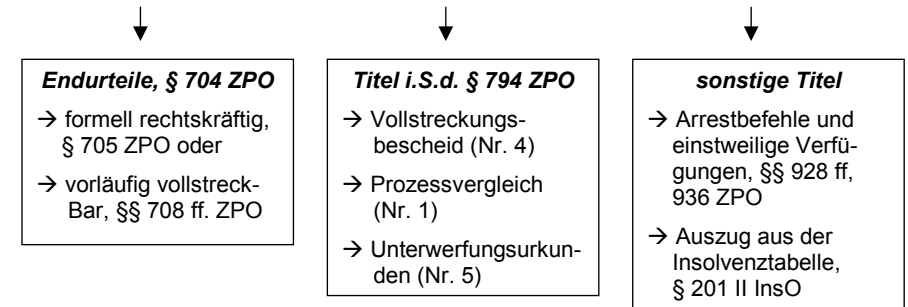 Endurteile, § 704 ZPO
→ formell rechtskräftig,
§ 705 ZPO oder
→ vorläufig vollstreck-
Bar, §§ 708 ff. ZPO
Titel i.S.d. § 794 ZPO
→ Vollstreckungs-
bescheid (Nr. 4)
→ Prozessvergleich
(Nr. 1)
→ Unterwerfungsurkun-
den (Nr. 5)
sonstige Titel
→ Arrestbefehle und
einstweilige Verfü-
gungen, §§ 928 ff,
936 ZPO
→ Auszug aus der
Insolvenztabelle,
§ 201 II InsO